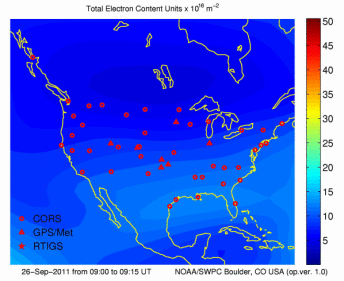 Total Electron Content Units x 10^16 m^-2
50
45
40
35
30
25
20
15
10
5
CORS
GPS/Met
RTIGS
26-Sep-2011 from 09:00 to 09:15 UT NOAA/SWPC Boulder, CO USA (op.ver. 1.0)